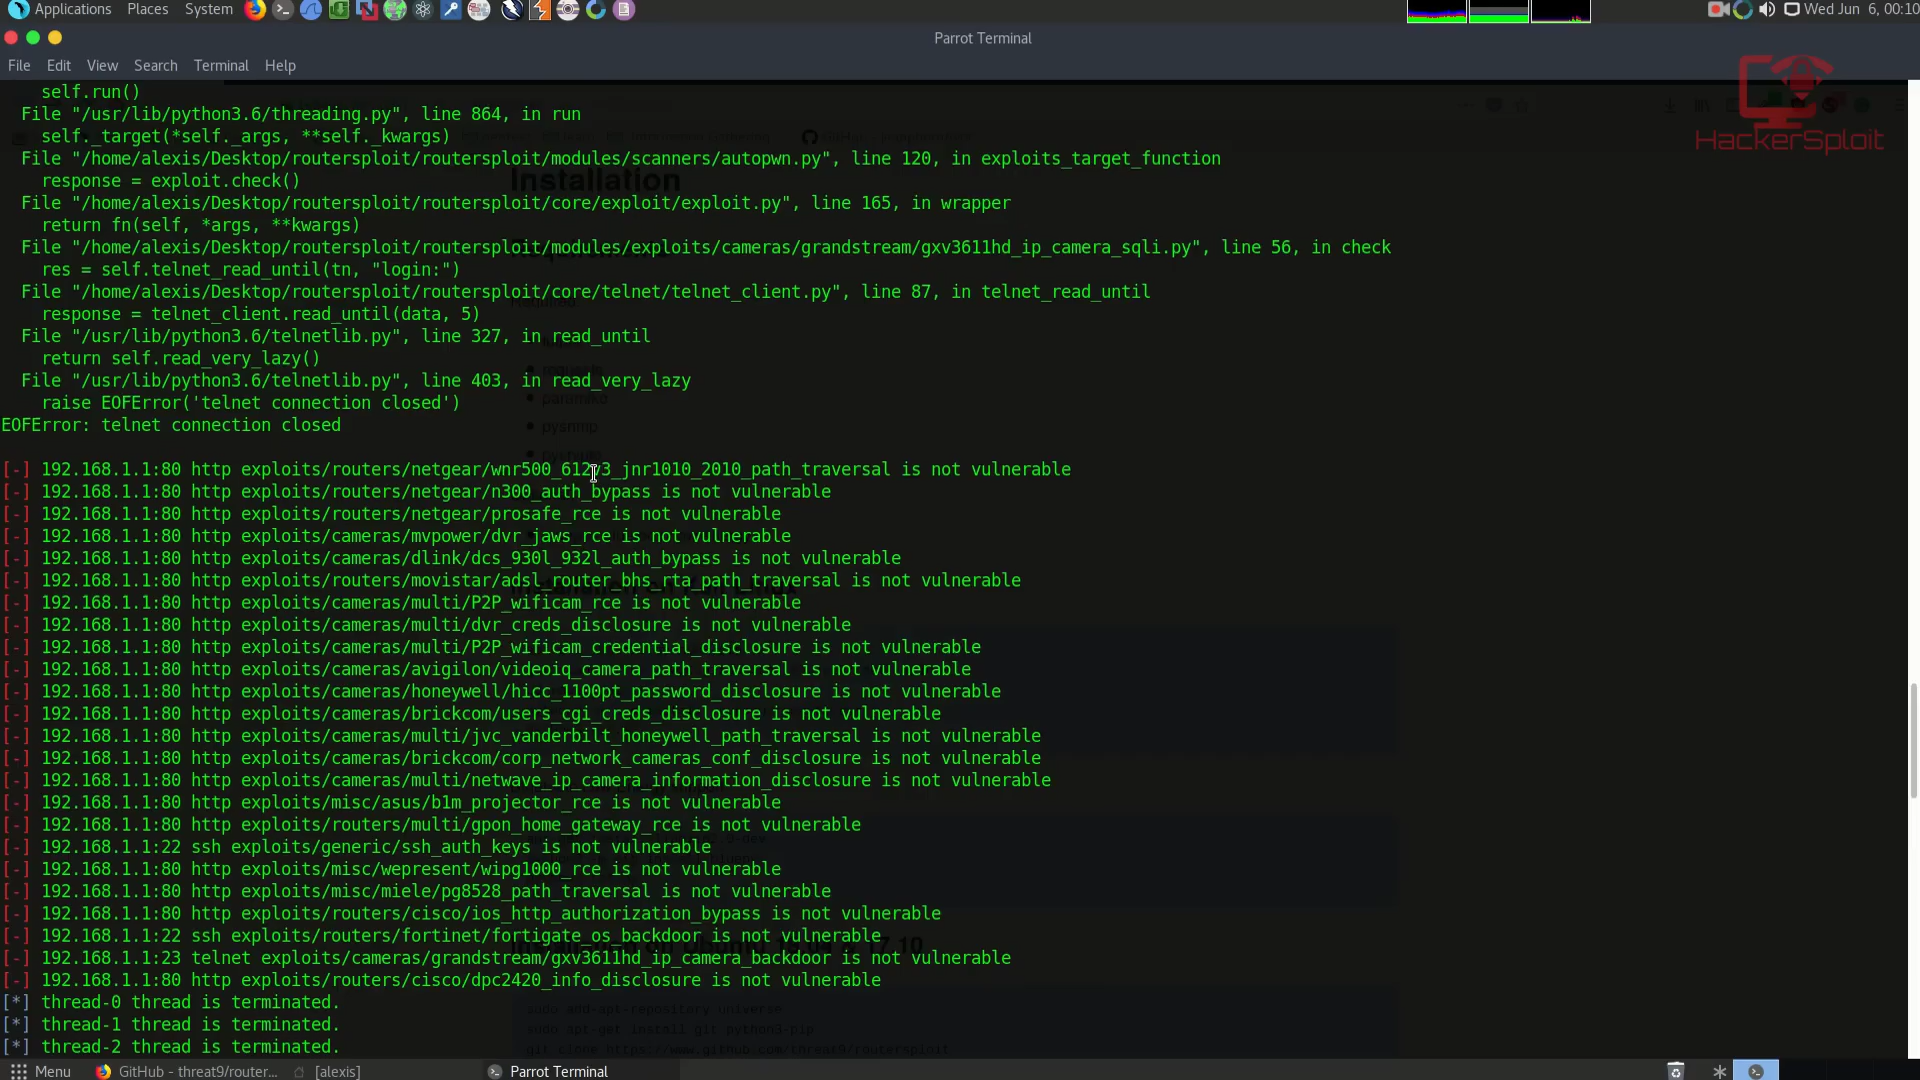 Applications Places System Wed Jun 6, 00:10
Parrot Terminal
File Edit View Search Terminal Help
HackerSploit
self.run()
File "/usr/lib/python3.6/threading.py", line 864, in run
self._target(*self._args, **self._kwargs)
File "/home/alexis/Desktop/routersploit/routersploit/modules/scanners/autopwn.py", line 120, in exploits_target_function
response = exploit.check()
Installation
File "/home/alexis/Desktop/routersploit/routersploit/core/exploit/exploit.py", line 165, in wrapper
return fn(self, *args, **kwargs)
File "/home/alexis/Desktop/routersploit/routersploit/modules/exploits/cameras/grandstream/gxv3611hd_ip_camera_sqli.py", line 56, in check
res = self.telnet_read_until(tn, "login:")
File "/home/alexis/Desktop/routersploit/routersploit/core/telnet/telnet_client.py", line 87, in telnet_read_until
response = telnet_client.read_until(data, 5)
File "/usr/lib/python3.6/telnetlib.py", line 327, in read_until
return self.read_very_lazy()
File "/usr/lib/python3.6/telnetlib.py", line 403, in read_very_lazy
raise EOFError('telnet connection closed')
paramiko
EOFError: telnet connection closed
pysnmp
[-] 192.168.1.1:80 http exploits/routers/netgear/wnr500_612v3_jnr1010_2010_path_traversal is not vulnerable
[-] 192.168.1.1:80 http exploits/routers/netgear/n300_auth_bypass is not vulnerable
[-] 192.168.1.1:80 http exploits/routers/netgear/prosafe_rce is not vulnerable
[-] 192.168.1.1:80 http exploits/cameras/mvpower/dvr_jaws_rce is not vulnerable
[-] 192.168.1.1:80 http exploits/cameras/dlink/dcs_930l_932l_auth_bypass is not vulnerable
[-] 192.168.1.1:80 http exploits/routers/movistar/adsl_router_bhs_rta_path_traversal is not vulnerable
[-] 192.168.1.1:80 http exploits/cameras/multi/P2P_wificam_rce is not vulnerable
[-] 192.168.1.1:80 http exploits/cameras/multi/dvr_creds_disclosure is not vulnerable
[-] 192.168.1.1:80 http exploits/cameras/multi/P2P_wificam_credential_disclosure is not vulnerable
[-] 192.168.1.1:80 http exploits/cameras/avigilon/videoiq_camera_path_traversal is not vulnerable
[-] 192.168.1.1:80 http exploits/cameras/honeywell/hicc_1100pt_password_disclosure is not vulnerable
[-] 192.168.1.1:80 http exploits/cameras/brickcom/users_cgi_creds_disclosure is not vulnerable
[-] 192.168.1.1:80 http exploits/cameras/multi/jvc_vanderbilt_honeywell_path_traversal is not vulnerable
[-] 192.168.1.1:80 http exploits/cameras/brickcom/corp_network_cameras_conf_disclosure is not vulnerable
[-] 192.168.1.1:80 http exploits/cameras/multi/netwave_ip_camera_information_disclosure is not vulnerable
[-] 192.168.1.1:80 http exploits/misc/asus/b1m_projector_rce is not vulnerable
[-] 192.168.1.1:80 http exploits/routers/multi/gpon_home_gateway_rce is not vulnerable
[-] 192.168.1.1:22 ssh exploits/generic/ssh_auth_keys is not vulnerable
[-] 192.168.1.1:80 http exploits/misc/wepresent/wipg1000_rce is not vulnerable
[-] 192.168.1.1:80 http exploits/misc/miele/pg8528_path_traversal is not vulnerable
[-] 192.168.1.1:80 http exploits/routers/cisco/ios_http_authorization_bypass is not vulnerable
[-] 192.168.1.1:22 ssh exploits/routers/fortinet/fortigate_os_backdoor is not vulnerable
[-] 192.168.1.1:23 telnet exploits/cameras/grandstream/gxv3611hd_ip_camera_backdoor is not vulnerable
[-] 192.168.1.1:80 http exploits/routers/cisco/dpc2420_info_disclosure is not vulnerable
[*] thread-0 thread is terminated.
sudo add-apt-repository universe
[*] thread-1 thread is terminated.
sudo apt-get install git python3-pip
[*] thread-2 thread is terminated.
git clone https://www.github.com/threat9/routersploit
Menu GitHub - threat9/router... [alexis] Parrot Terminal